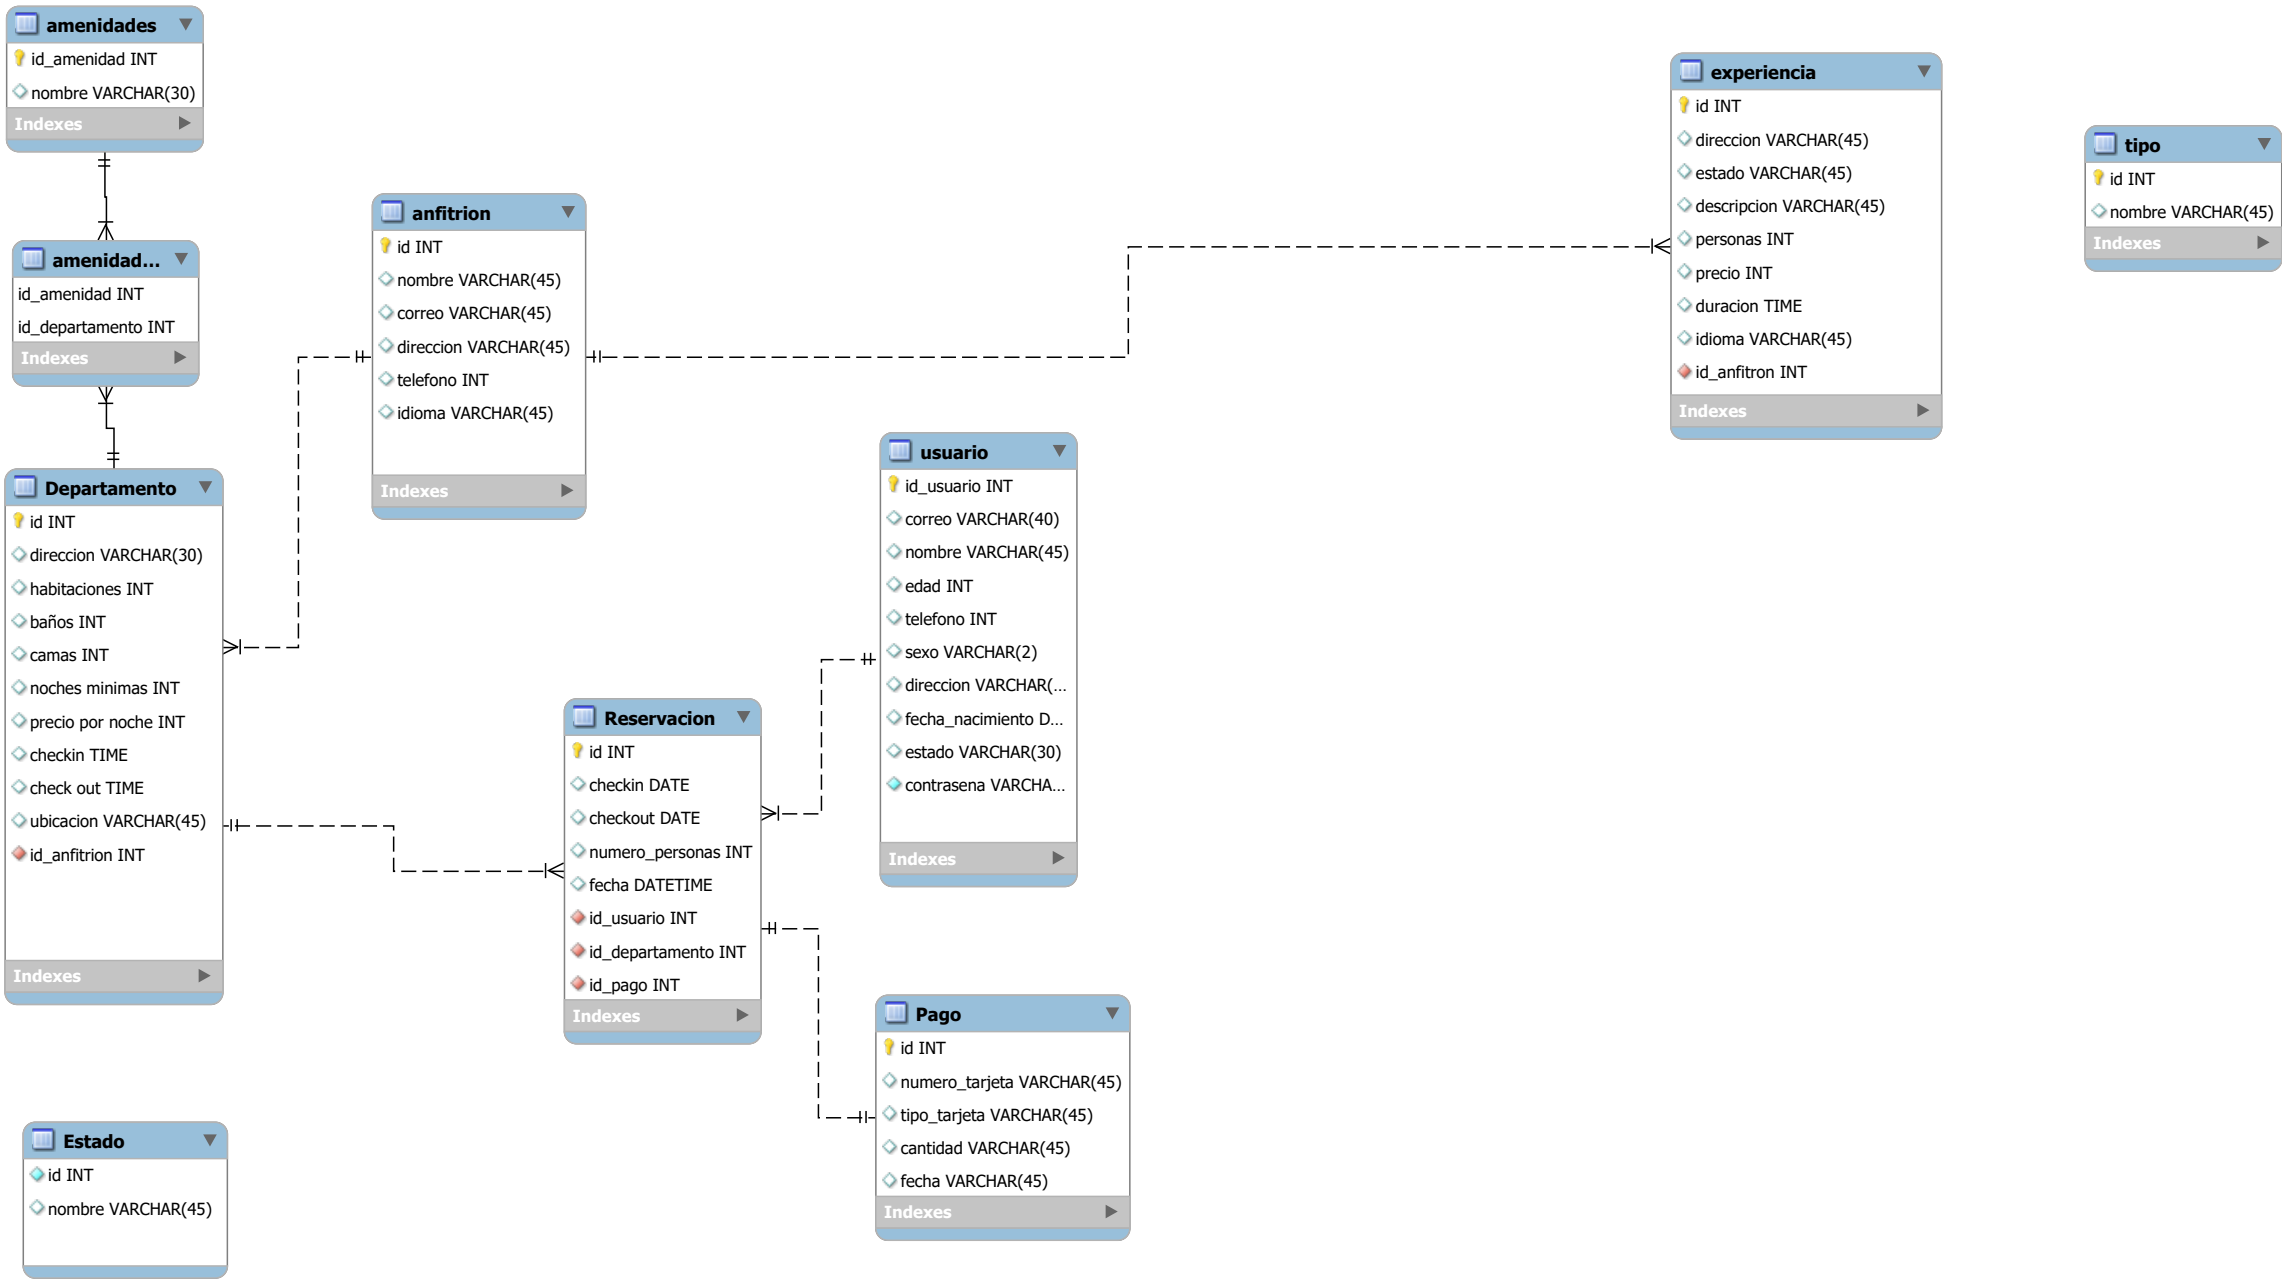 amenidades
id_amenidad INT
nombre VARCHAR(30)
Indexes
amenidad...
id_amenidad INT
id_departamento INT
Indexes
Departamento
id INT
direccion VARCHAR(30)
habitaciones INT
baños INT
camas INT
noches minimas INT
precio por noche INT
checkin TIME
check out TIME
ubicacion VARCHAR(45)
id_anfitrion INT
Indexes
Estado
id INT
nombre VARCHAR(45)
anfitrion
id INT
nombre VARCHAR(45)
correo VARCHAR(45)
direccion VARCHAR(45)
telefono INT
idioma VARCHAR(45)
Indexes
Reservacion
id INT
checkin DATE
checkout DATE
numero_personas INT
fecha DATETIME
id_usuario INT
id_departamento INT
id_pago INT
Indexes
usuario
id_usuario INT
correo VARCHAR(40)
nombre VARCHAR(45)
edad INT
telefono INT
sexo VARCHAR(2)
direccion VARCHAR(...
fecha_nacimiento D...
estado VARCHAR(30)
contrasena VARCHA...
Indexes
Pago
id INT
numero_tarjeta VARCHAR(45)
tipo_tarjeta VARCHAR(45)
cantidad VARCHAR(45)
fecha VARCHAR(45)
Indexes
experiencia
id INT
direccion VARCHAR(45)
estado VARCHAR(45)
descripcion VARCHAR(45)
personas INT
precio INT
duracion TIME
idioma VARCHAR(45)
id_anfitron INT
Indexes
tipo
id INT
nombre VARCHAR(45)
Indexes